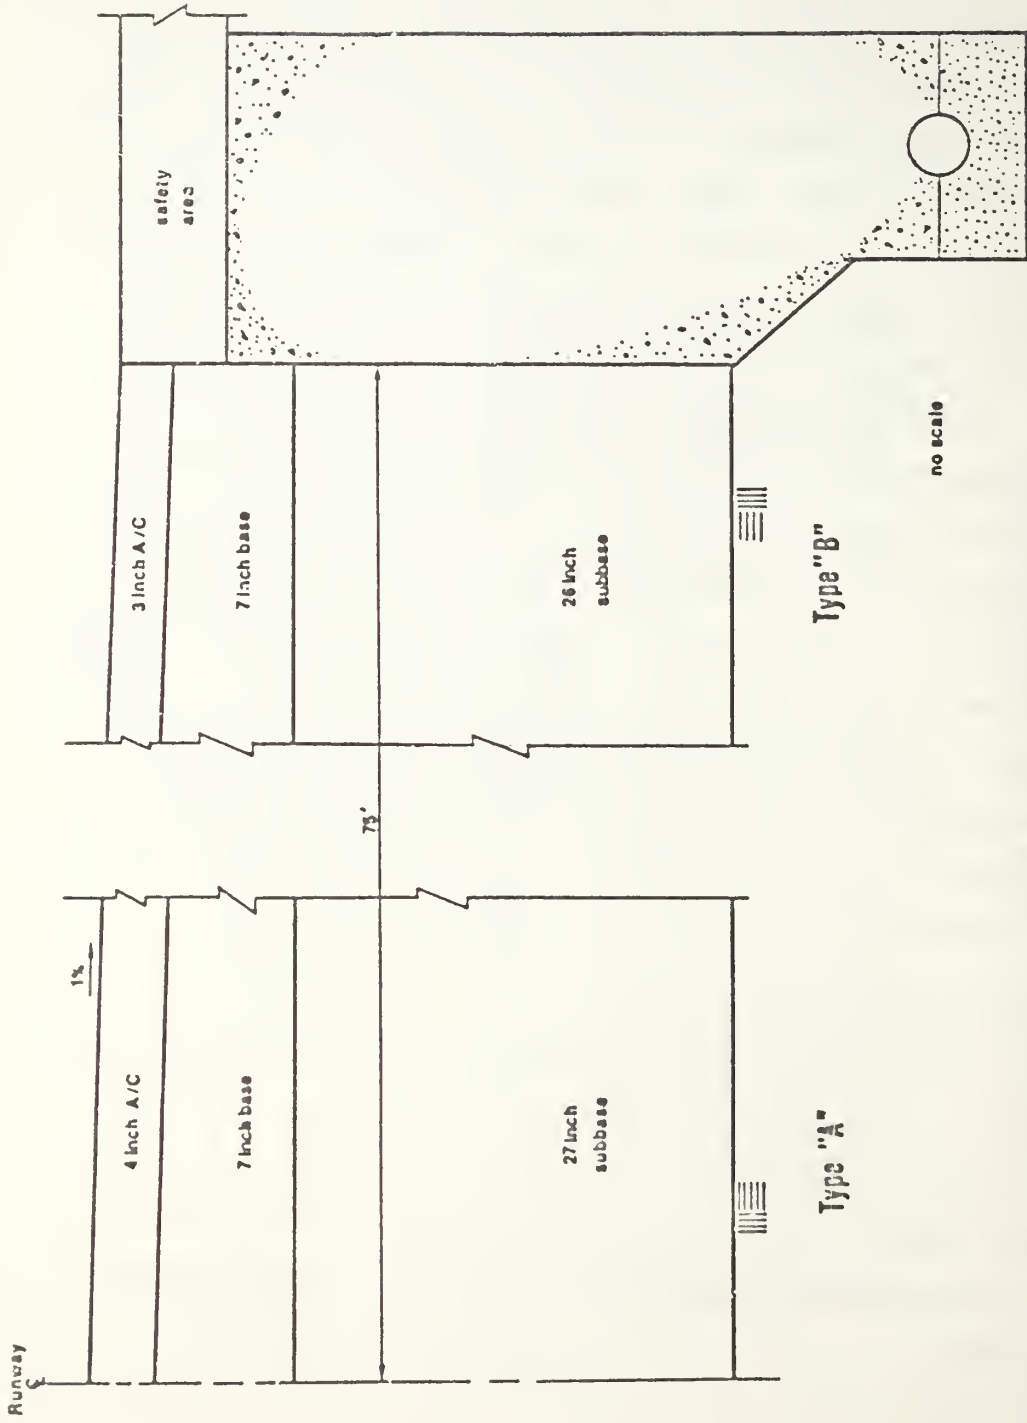 Runway
℄
1%
4 Inch A/C
7 Inch base
27 Inch
subbase
Type "A"
75'
3 Inch A/C
7 Inch base
26 Inch
subbase
Type "B"
safety
area
no scale